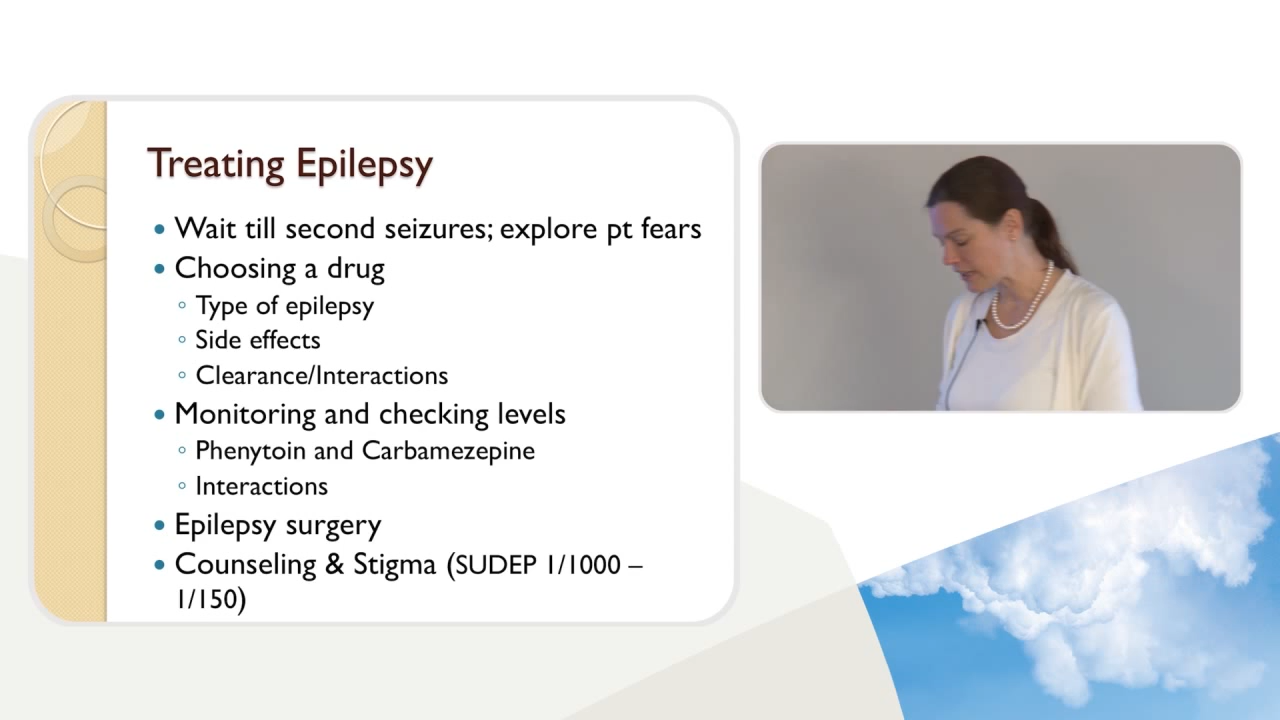 Treating Epilepsy
• Wait till second seizures; explore pt fears
• Choosing a drug
◦ Type of epilepsy
◦ Side effects
◦ Clearance/Interactions
• Monitoring and checking levels
◦ Phenytoin and Carbamezepine
◦ Interactions
• Epilepsy surgery
• Counseling & Stigma (SUDEP 1/1000 –
1/150)